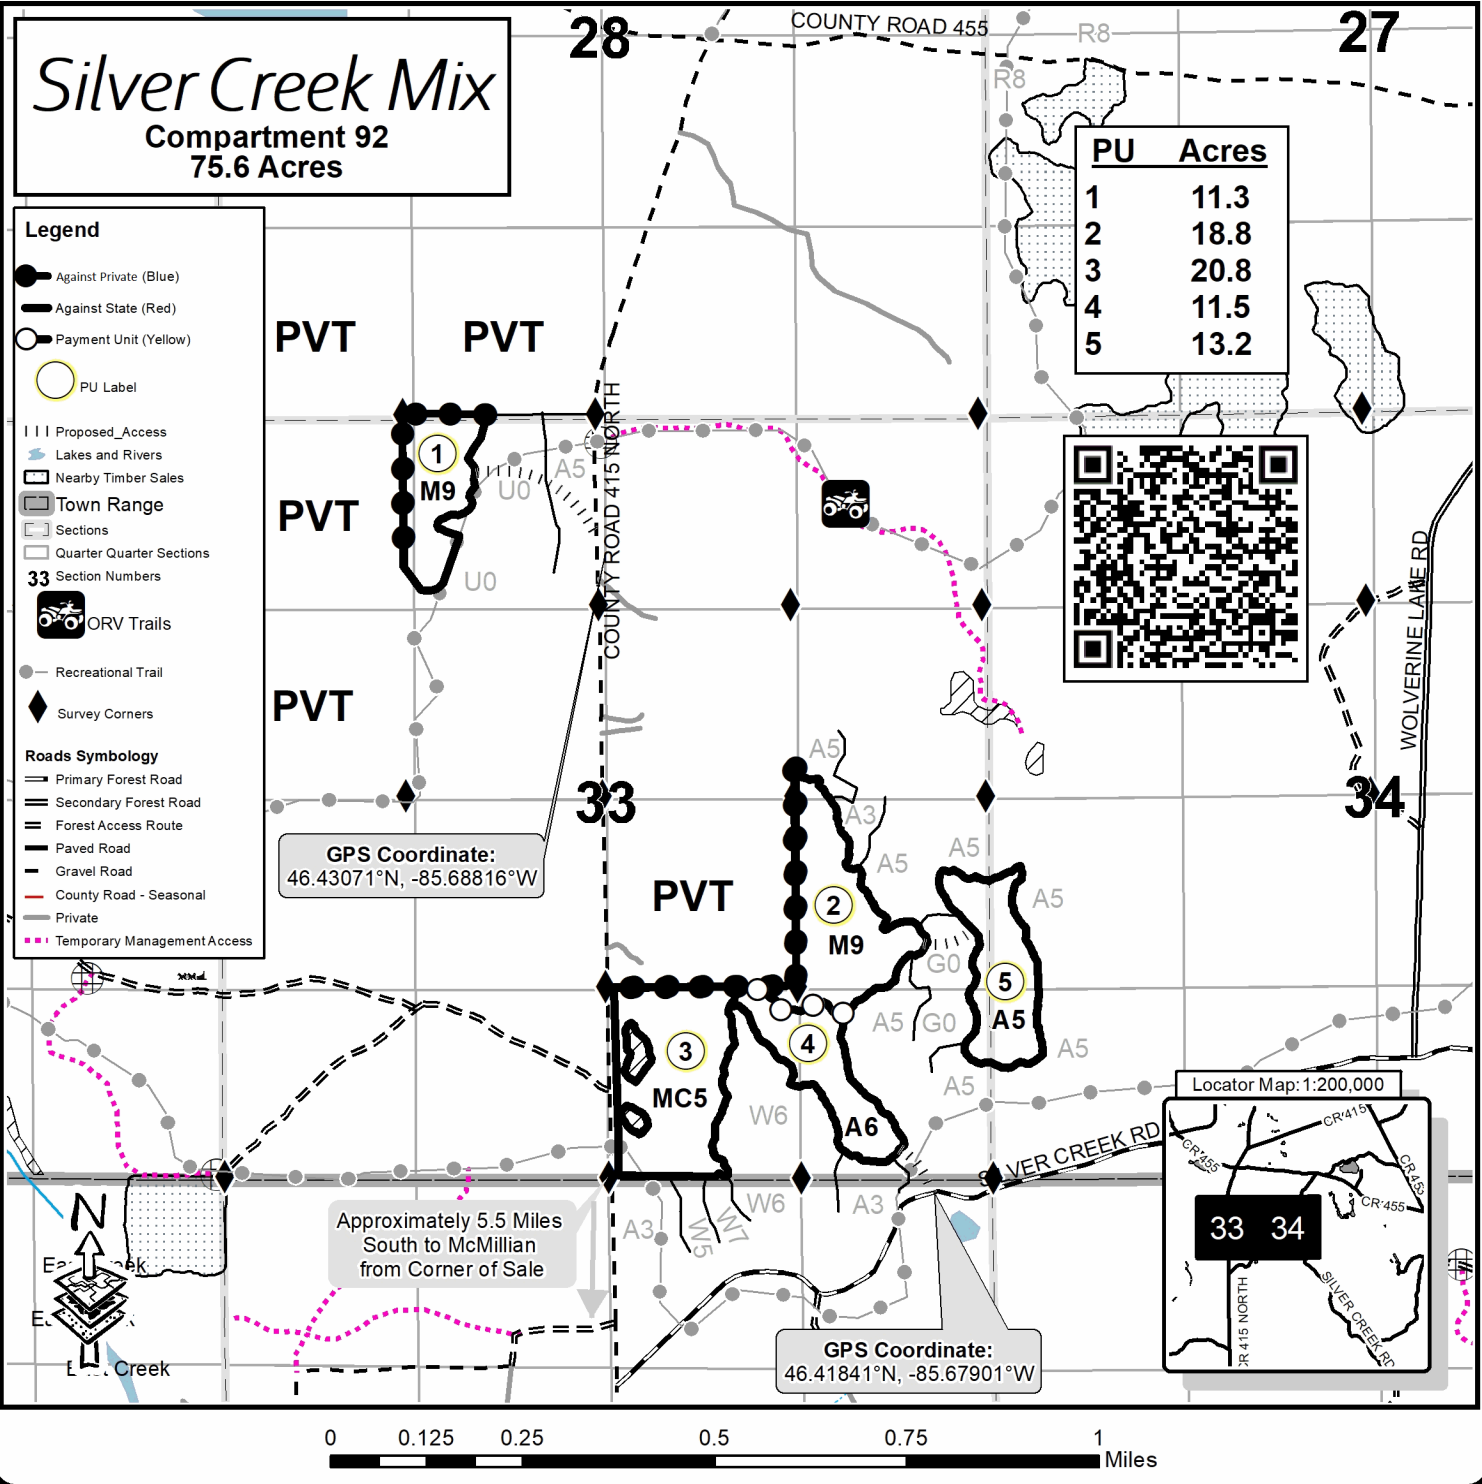 Silver Creek Mix
Compartment 92
75.6 Acres
28
COUNTY ROAD 455
R8
27
R8
PU Acres
1 11.3
2 18.8
3 20.8
4 11.5
5 13.2
Legend
Against Private (Blue)
Against State (Red)
Payment Unit (Yellow)
PU Label
Proposed_Access
Lakes and Rivers
Nearby Timber Sales
Town Range
Sections
Quarter Quarter Sections
33 Section Numbers
ORV Trails
Recreational Trail
Survey Corners
Roads Symbology
Primary Forest Road
Secondary Forest Road
Forest Access Route
Paved Road
Gravel Road
County Road - Seasonal
Private
Temporary Management Access
PVT
PVT
1
M9
U0
A5
COUNTY ROAD 415 NORTH
PVT
U0
WOLVERINE LAKE RD
PVT
A5
33
34
A3
GPS Coordinate:
46.43071°N, -85.68816°W
A5
A5
A5
PVT
2
M9
G0
5
A5
A5
G0
3
4
A5
MC5
A5
W6
A6
Locator Map:1:200,000
SILVER CREEK RD
CR 415
CR 455
CR 453
CR 455
33 34
CR 415 NORTH
SILVER CREEK RD
N
Approximately 5.5 Miles
South to McMillian
from Corner of Sale
A3
W5
W7
W6
A3
Creek
GPS Coordinate:
46.41841°N, -85.67901°W
0 0.125 0.25 0.5 0.75 1
Miles